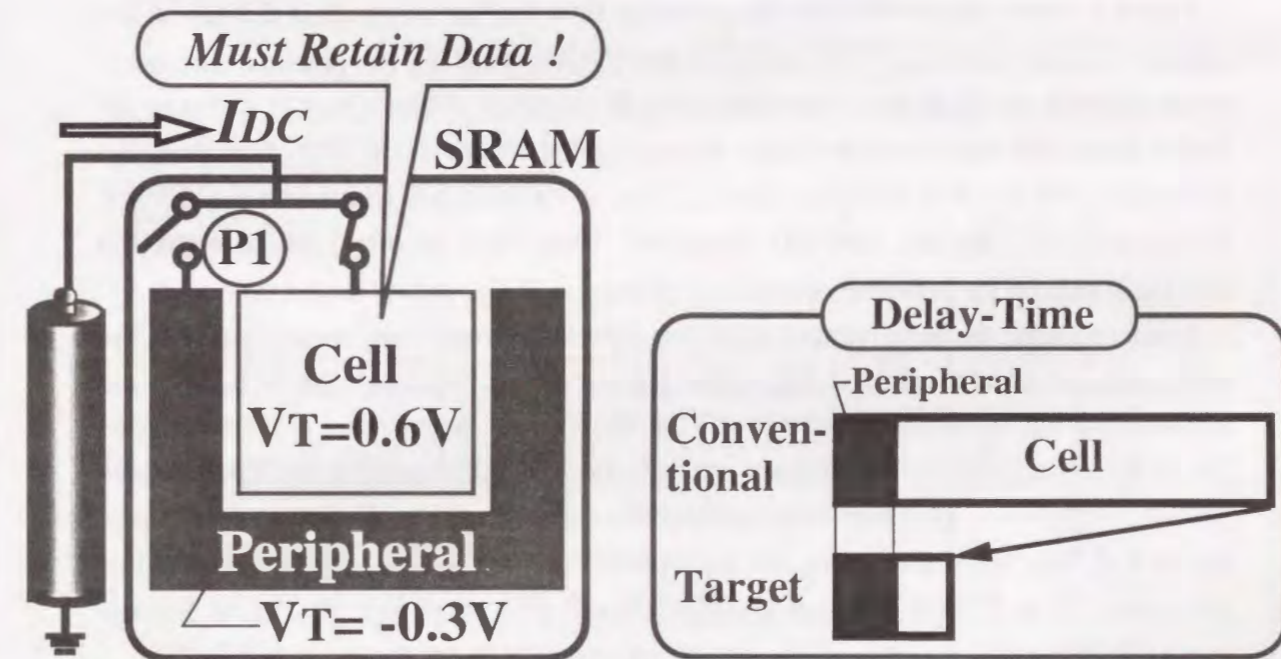 Must Retain Data !
IDC
SRAM
P1
Cell
VT=0.6V
Peripheral
VT= -0.3V
Delay-Time
Peripheral
Conven-
tional
Cell
Target